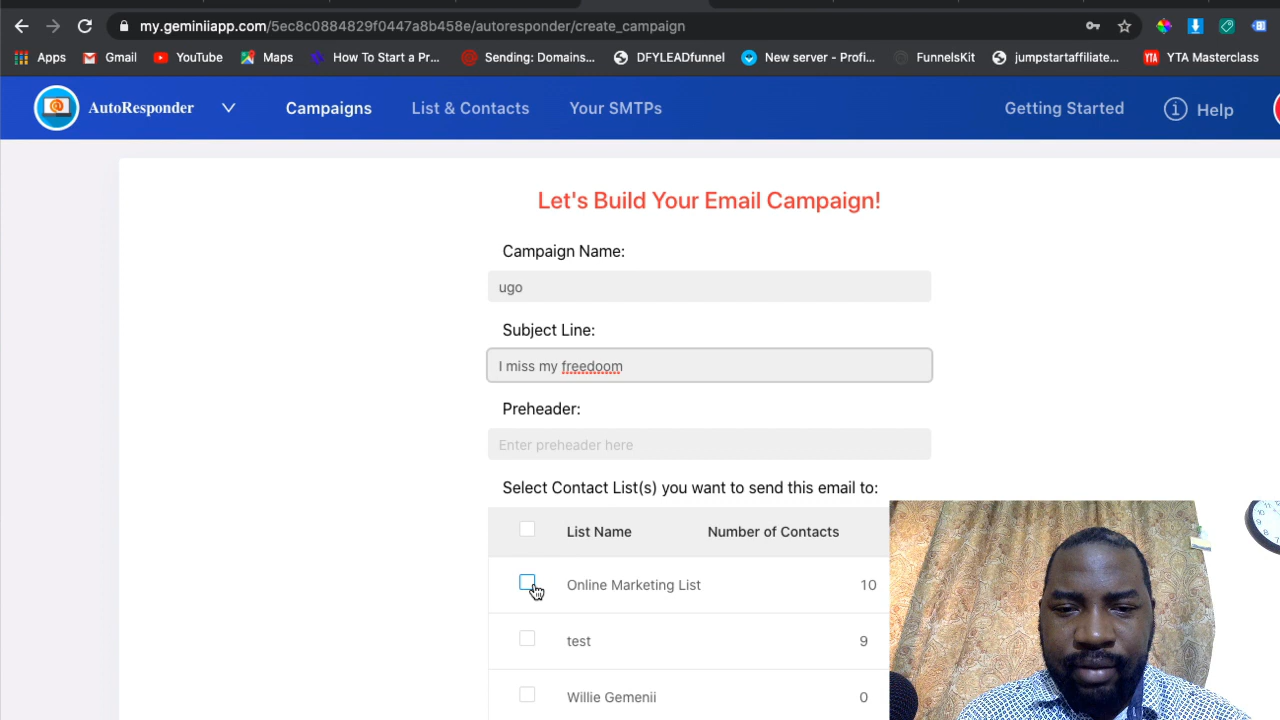 my.geminiiapp.com/5ec8c0884829f0447a8b458e/autoresponder/create_campaign
Apps Gmail YouTube Maps How To Start a Pr... Sending: Domains... DFYLEADfunnel New server - Profi... FunnelsKit jumpstartaffiliate... YTA YTA Masterclass
AutoResponder Campaigns List & Contacts Your SMTPs Getting Started Help
Let's Build Your Email Campaign!
Campaign Name:
ugo
Subject Line:
I miss my freedoom
Preheader:
Enter preheader here
Select Contact List(s) you want to send this email to:
List Name Number of Contacts
Online Marketing List 10
test 9
Willie Gemenii 0